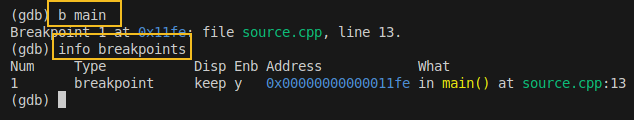 (gdb) b main
Breakpoint 1 at 0x11fe: file source.cpp, line 13.
(gdb) info breakpoints
Num     Type           Disp Enb Address            What
1       breakpoint     keep y   0x00000000000011fe in main() at source.cpp:13
(gdb)